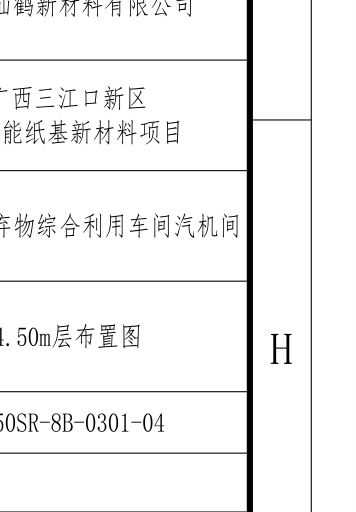 仙鹤新材料有限公司
广西三江口新区
能纸基新材料项目
弃物综合利用车间汽机间
4.50m层布置图
H
50SR-8B-0301-04